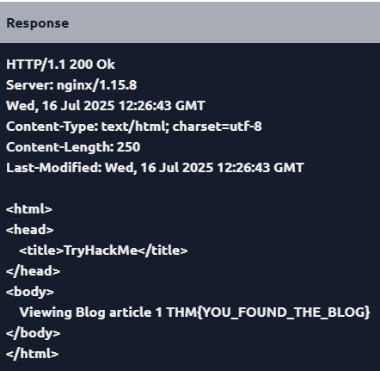 Response
HTTP/1.1 200 Ok
Server: nginx/1.15.8
Wed, 16 Jul 2025 12:26:43 GMT
Content-Type: text/html; charset=utf-8
Content-Length: 250
Last-Modified: Wed, 16 Jul 2025 12:26:43 GMT
<html>
<head>
<title>TryHackMe</title>
</head>
<body>
Viewing Blog article 1 THM{YOU_FOUND_THE_BLOG}
</body>
</html>